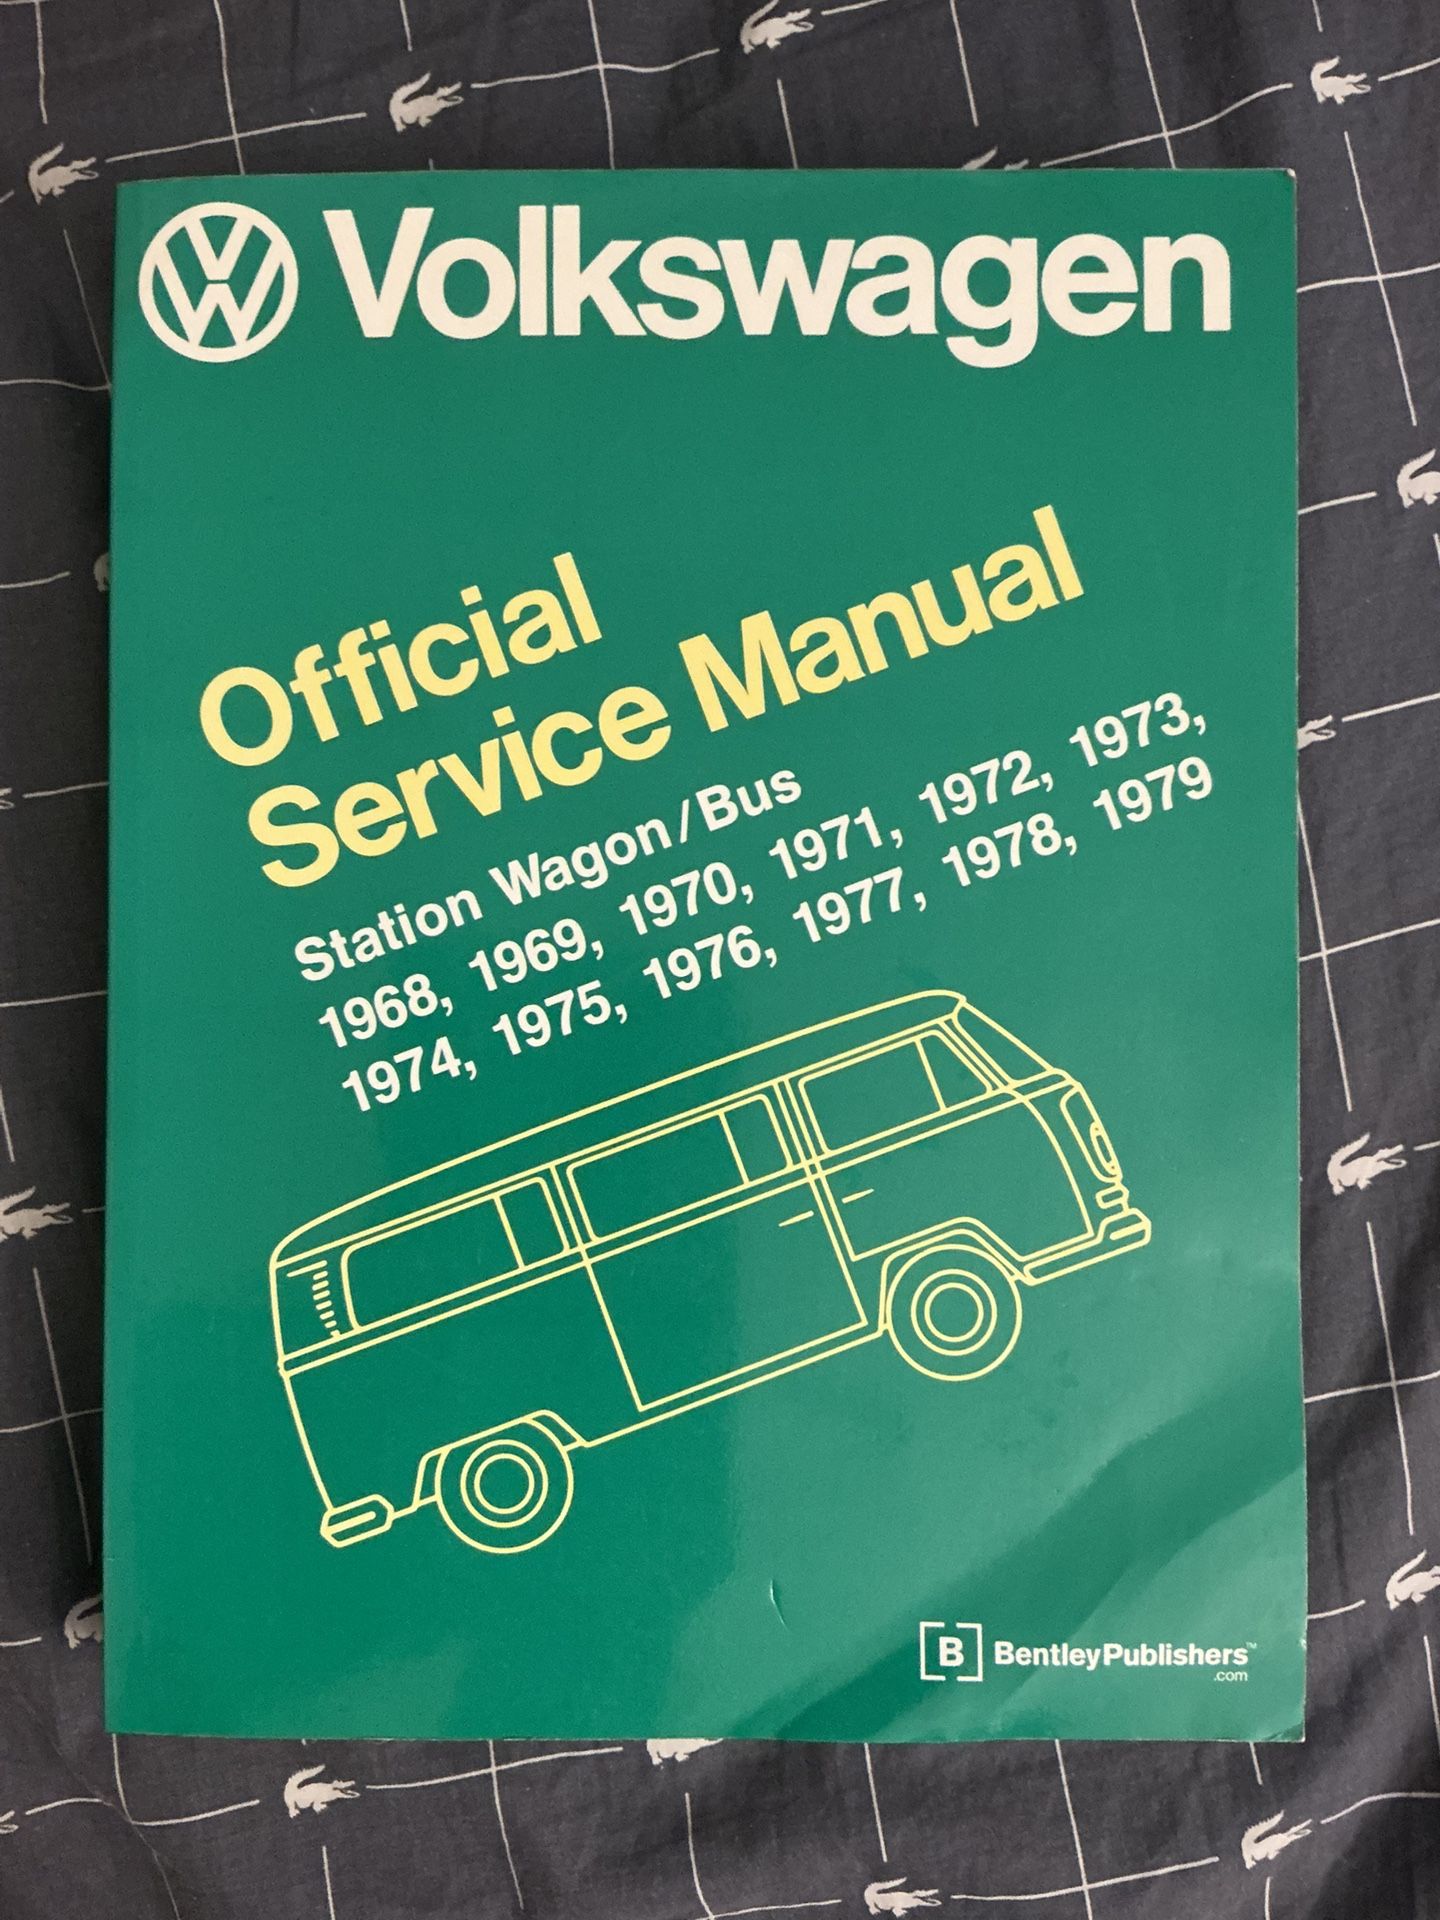 VW Volkswagen
Official
Service Manual
Station Wagon/Bus
1968, 1969, 1970, 1971, 1972, 1973,
1974, 1975, 1976, 1977, 1978, 1979
B BentleyPublishers™
.com